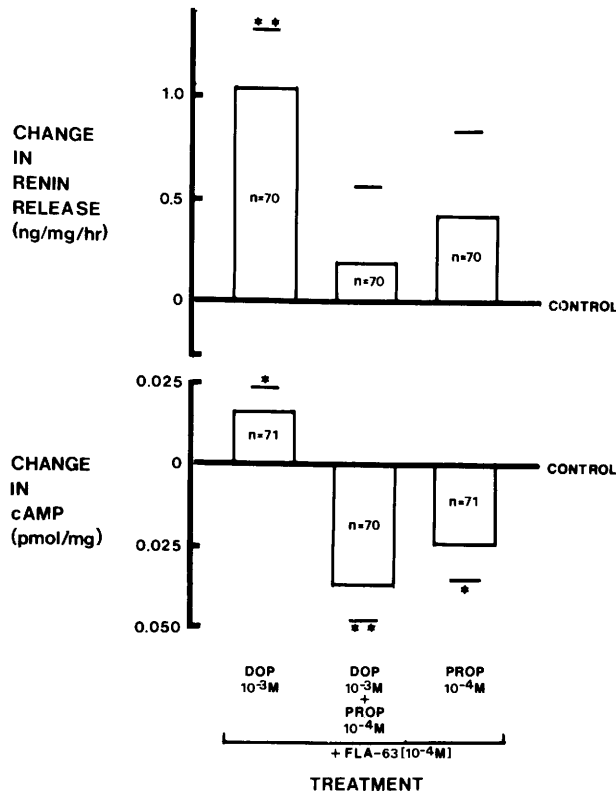 CHANGE
IN
RENIN
RELEASE
(ng/mg/hr)
1.0
0.5
0
**
n=70
n=70
n=70
CONTROL
CHANGE
IN
cAMP
(pmol/mg)
0.025
0
0.025
0.050
*
n=71
n=70
n=71
**
*
CONTROL
DOP
10⁻³M
DOP
10⁻³M
+
PROP
10⁻⁴M
PROP
10⁻⁴M
+ FLA-63[10⁻⁴M]
TREATMENT